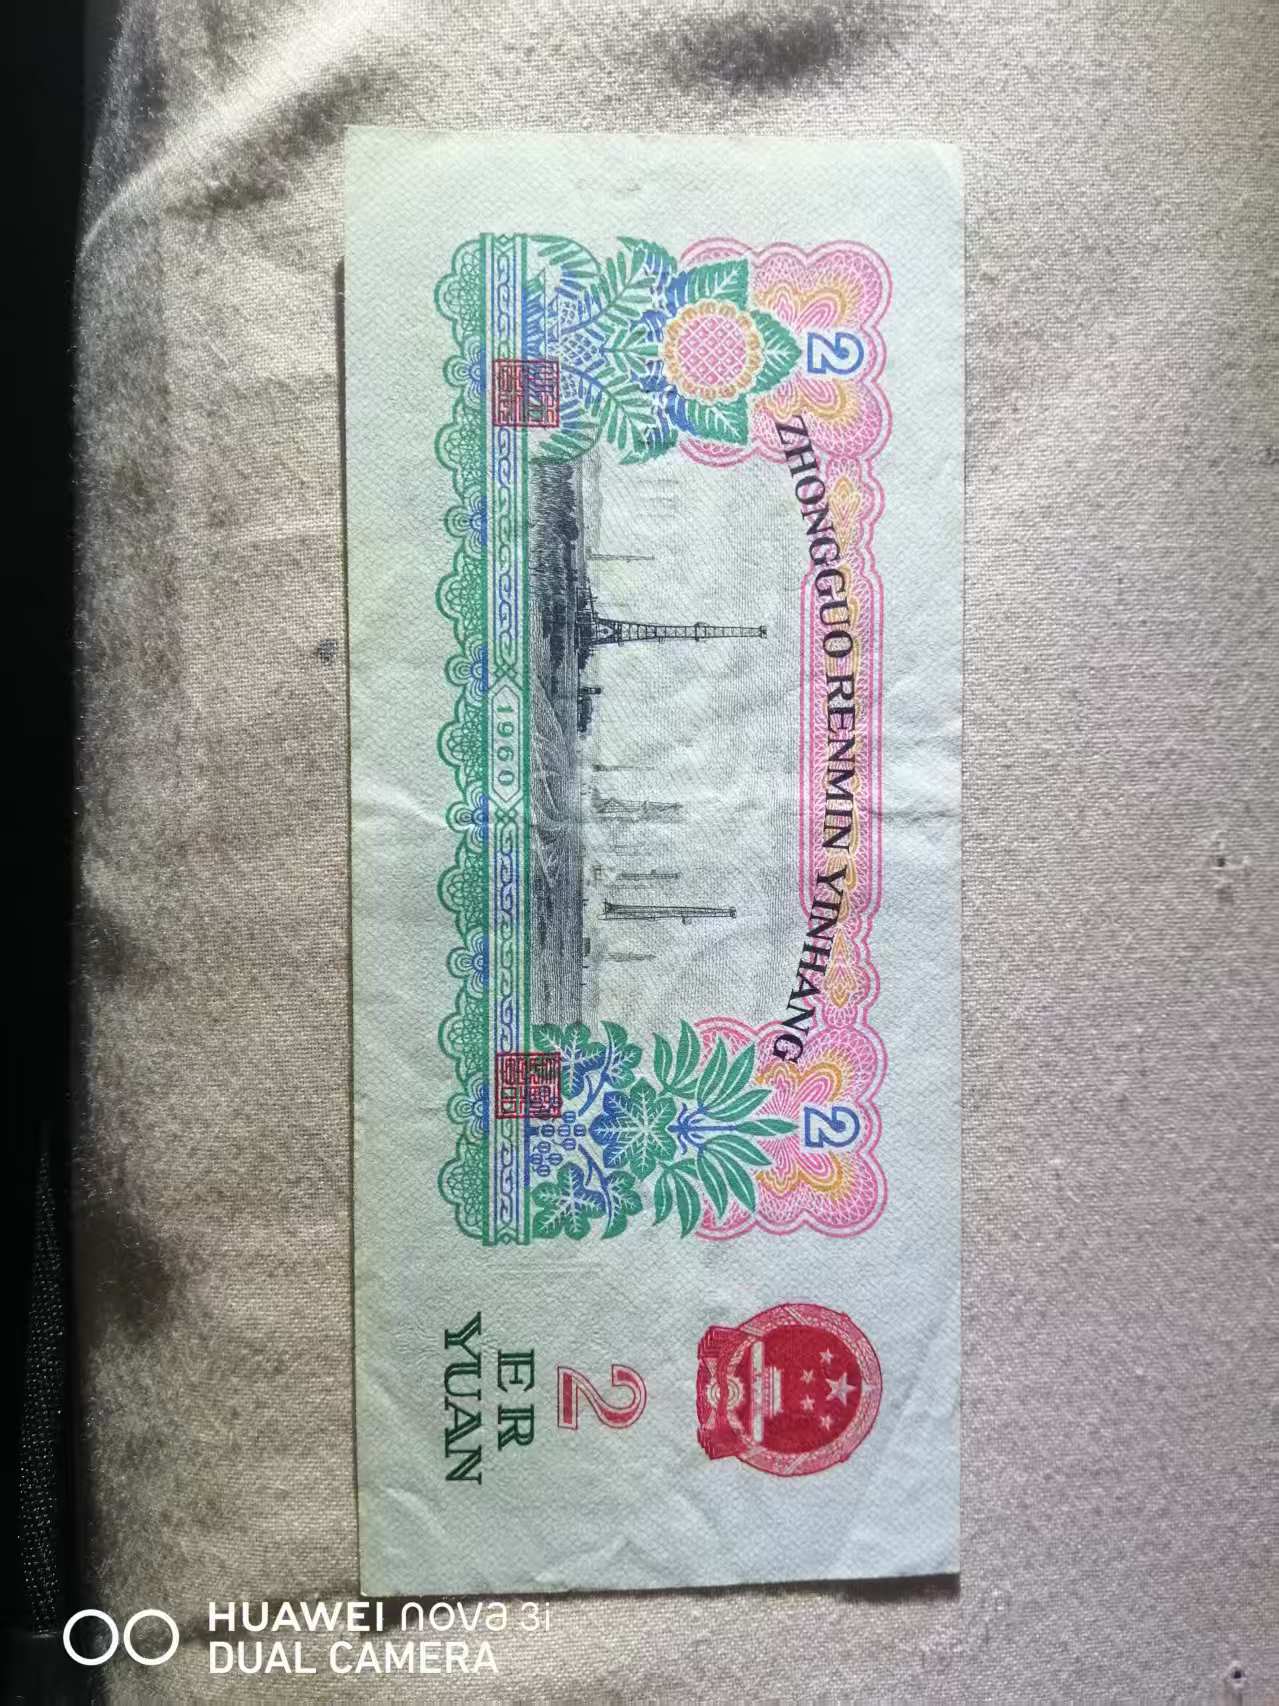 2
2
ZHONGGUO RENMIN YINHANG
1960
2
ER
YUAN
HUAWEI nova 3i
DUAL CAMERA